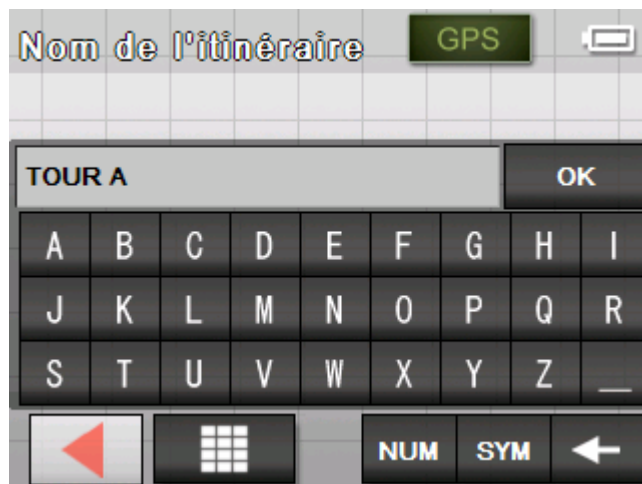 Nom de l'itinéraire GPS
TOUR A OK
A B C D E F G H I
J K L M N O P Q R
S T U V W X Y Z _
NUM SYM